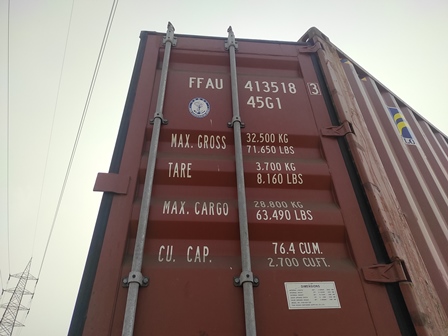 FFAU 413518 3
45G1
MAX. GROSS 32.500 KG
71.650 LBS
TARE 3.700 KG
8.160 LBS
MAX. CARGO 28.800 KG
63.490 LBS
CU. CAP. 76.4 CU.M.
2.700 CU.FT.